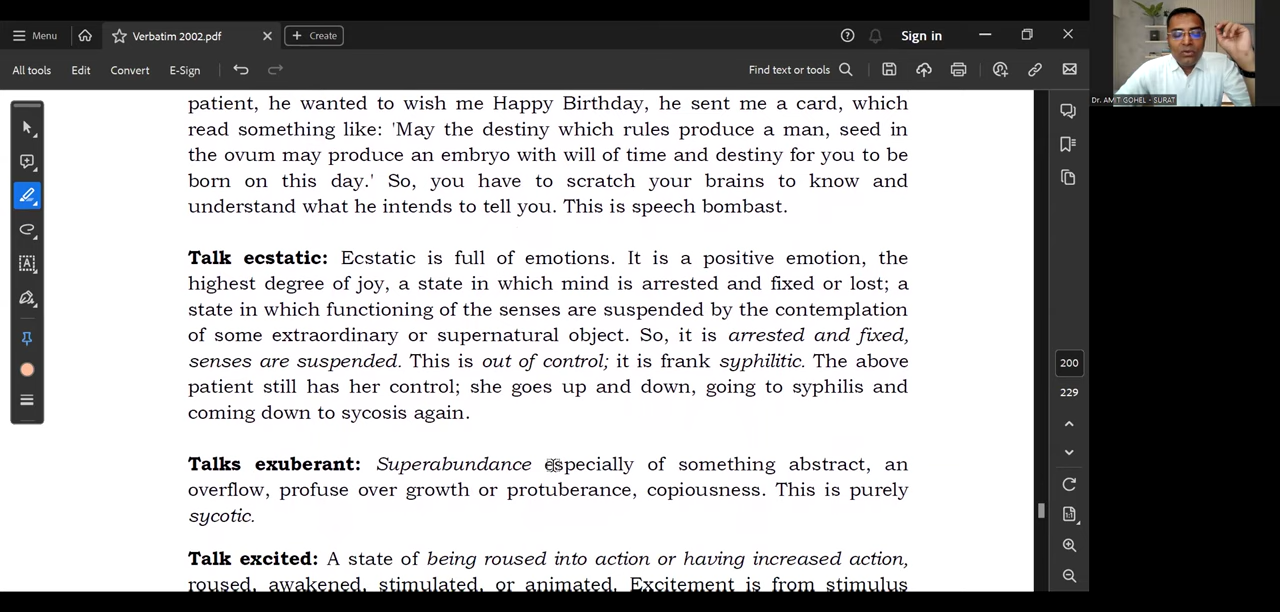 Menu
Verbatim 2002.pdf
Create
Sign in
All tools
Edit
Convert
E-Sign
Find text or tools
Dr. AMIT GOHEL - SURAT
patient, he wanted to wish me Happy Birthday, he sent me a card, which
read something like: 'May the destiny which rules produce a man, seed in
the ovum may produce an embryo with will of time and destiny for you to be
born on this day.' So, you have to scratch your brains to know and
understand what he intends to tell you. This is speech bombast.
Talk ecstatic: Ecstatic is full of emotions. It is a positive emotion, the
highest degree of joy, a state in which mind is arrested and fixed or lost; a
state in which functioning of the senses are suspended by the contemplation
of some extraordinary or supernatural object. So, it is arrested and fixed,
senses are suspended. This is out of control; it is frank syphilitic. The above
patient still has her control; she goes up and down, going to syphilis and
coming down to sycosis again.
Talks exuberant: Superabundance especially of something abstract, an
overflow, profuse over growth or protuberance, copiousness. This is purely
sycotic.
Talk excited: A state of being roused into action or having increased action,
roused, awakened, stimulated, or animated. Excitement is from stimulus
200
229